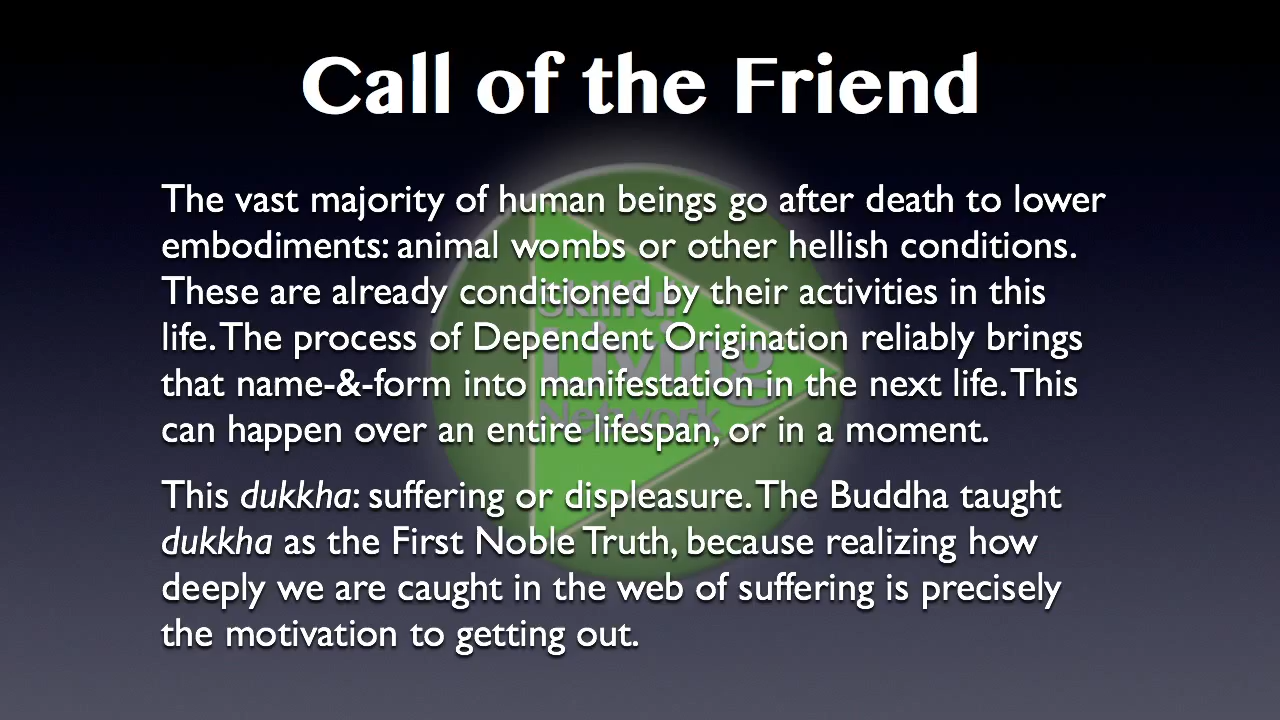 Call of the Friend
The vast majority of human beings go after death to lower
embodiments: animal wombs or other hellish conditions.
These are already conditioned by their activities in this
life. The process of Dependent Origination reliably brings
that name-&-form into manifestation in the next life. This
can happen over an entire lifespan, or in a moment.
This dukkha: suffering or displeasure. The Buddha taught
dukkha as the First Noble Truth, because realizing how
deeply we are caught in the web of suffering is precisely
the motivation to getting out.
Skillful
Living
Network